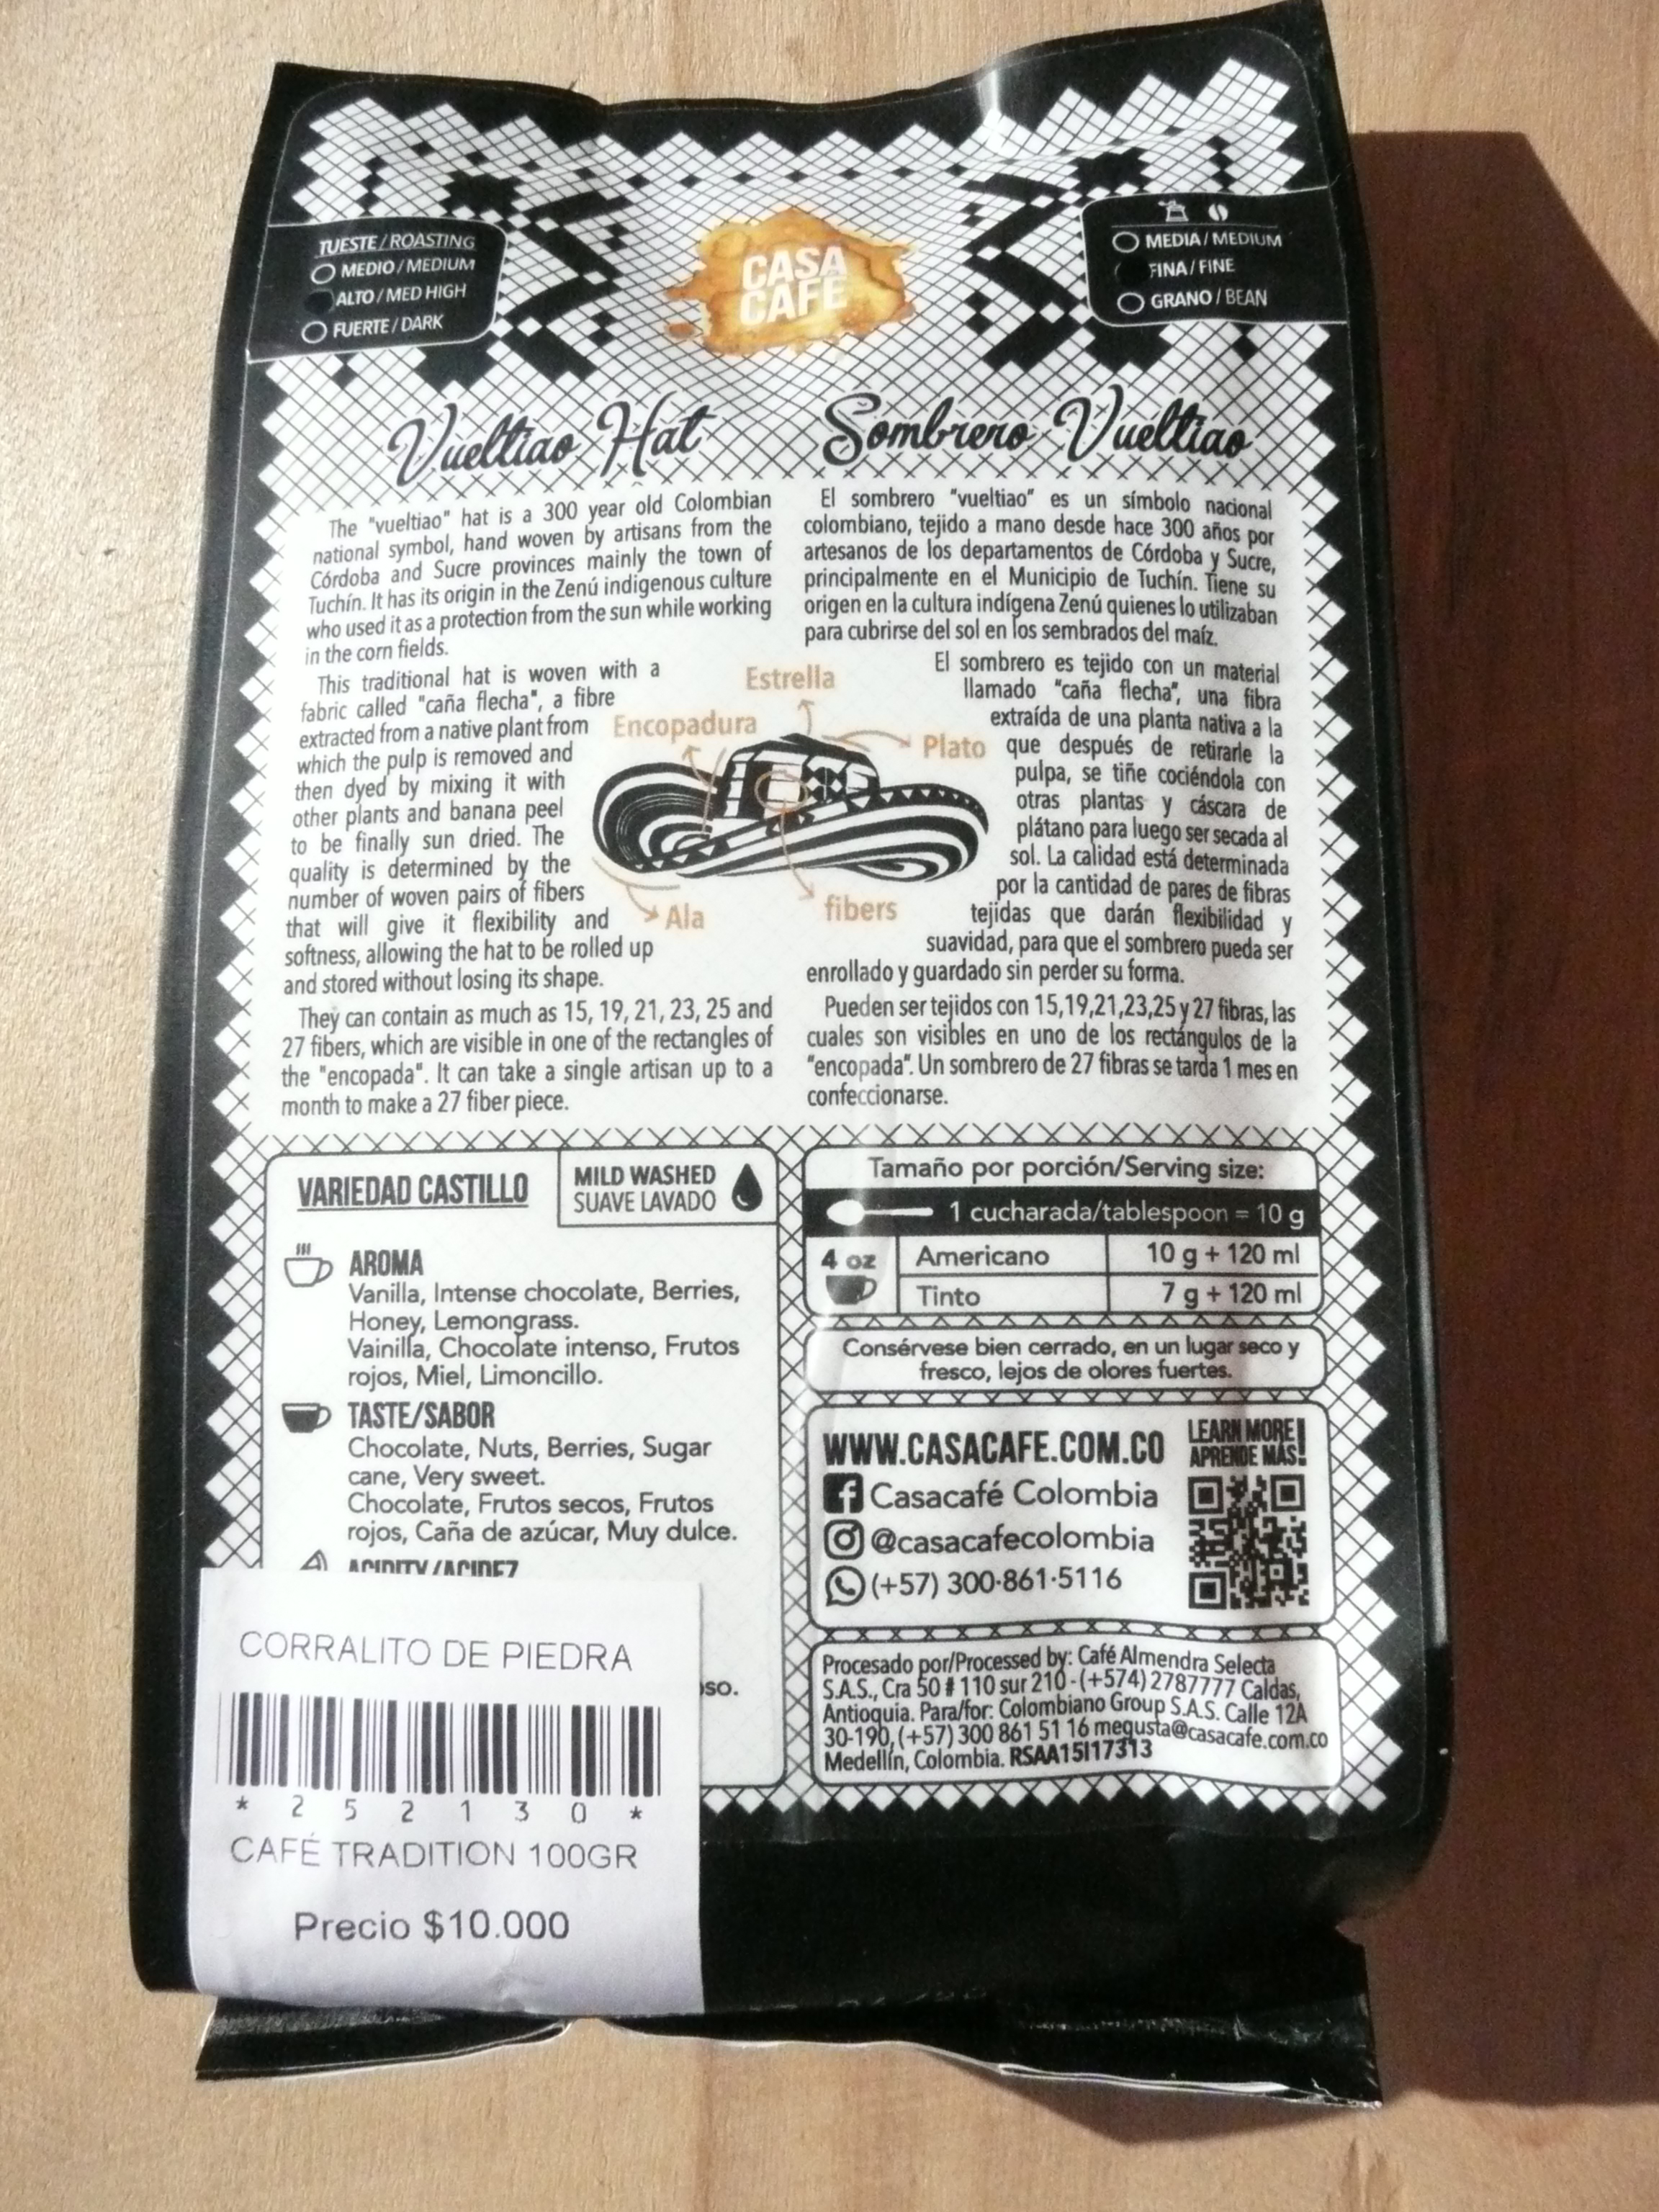 TUESTE / ROASTING
MEDIO / MEDIUM
ALTO / MED HIGH
FUERTE / DARK
CASA
CAFÉ
MEDIA / MEDIUM
FINA / FINE
GRANO / BEAN
Vueltiao Hat
The "vueltiao" hat is a 300 year old Colombian
national symbol, hand woven by artisans from the
Córdoba and Sucre provinces mainly the town of
Tuchín. It has its origin in the Zenú indigenous culture
who used it as a protection from the sun while working
in the corn fields.
This traditional hat is woven with a
fabric called "caña flecha", a fibre
extracted from a native plant from
which the pulp is removed and
then dyed by mixing it with
other plants and banana peel
to be finally sun dried. The
quality is determined by the
number of woven pairs of fibers
that will give it flexibility and
softness, allowing the hat to be rolled up
and stored without losing its shape.
They can contain as much as 15, 19, 21, 23, 25 and
27 fibers, which are visible in one of the rectangles of
the "encopada". It can take a single artisan up to a
month to make a 27 fiber piece.
Estrella
Encopadura
Plato
Ala
fibers
Sombrero Vueltiao
El sombrero "vueltiao" es un símbolo nacional
colombiano, tejido a mano desde hace 300 años por
artesanos de los departamentos de Córdoba y Sucre,
principalmente en el Municipio de Tuchín. Tiene su
origen en la cultura indígena Zenú quienes lo utilizaban
para cubrirse del sol en los sembrados del maíz.
El sombrero es tejido con un material
llamado "caña flecha", una fibra
extraída de una planta nativa a la
que después de retirarle la
pulpa, se tiñe cociéndola con
otras plantas y cáscara de
plátano para luego ser secada al
sol. La calidad está determinada
por la cantidad de pares de fibras
tejidas que darán flexibilidad y
suavidad, para que el sombrero pueda ser
enrollado y guardado sin perder su forma.
Pueden ser tejidos con 15,19,21,23,25 y 27 fibras, las
cuales son visibles en uno de los rectángulos de la
"encopada". Un sombrero de 27 fibras se tarda 1 mes en
confeccionarse.
VARIEDAD CASTILLO
MILD WASHED
SUAVE LAVADO
AROMA
Vanilla, Intense chocolate, Berries,
Honey, Lemongrass.
Vainilla, Chocolate intenso, Frutos
rojos, Miel, Limoncillo.
TASTE/SABOR
Chocolate, Nuts, Berries, Sugar
cane, Very sweet.
Chocolate, Frutos secos, Frutos
rojos, Caña de azúcar, Muy dulce.
ACIDITY/ACIDEZ
CORRALITO DE PIEDRA
* 2 5 2 1 3 0 *
CAFÉ TRADITION 100GR
Precio $10.000
Tamaño por porción/Serving size:
1 cucharada/tablespoon = 10 g
4 oz
Americano 10 g + 120 ml
Tinto 7 g + 120 ml
Consérvese bien cerrado, en un lugar seco y
fresco, lejos de olores fuertes.
WWW.CASACAFE.COM.CO
LEARN MORE!
APRENDE MÁS!
Casacafé Colombia
@casacafecolombia
(+57) 300·861·5116
Procesado por/Processed by: Café Almendra Selecta
S.A.S., Cra 50 # 110 sur 210 - (+574) 2787777 Caldas,
Antioquia. Para/for: Colombiano Group S.A.S. Calle 12A
30-190, (+57) 300 861 51 16 megusta@casacafe.com.co
Medellín, Colombia. RSAA15I17313